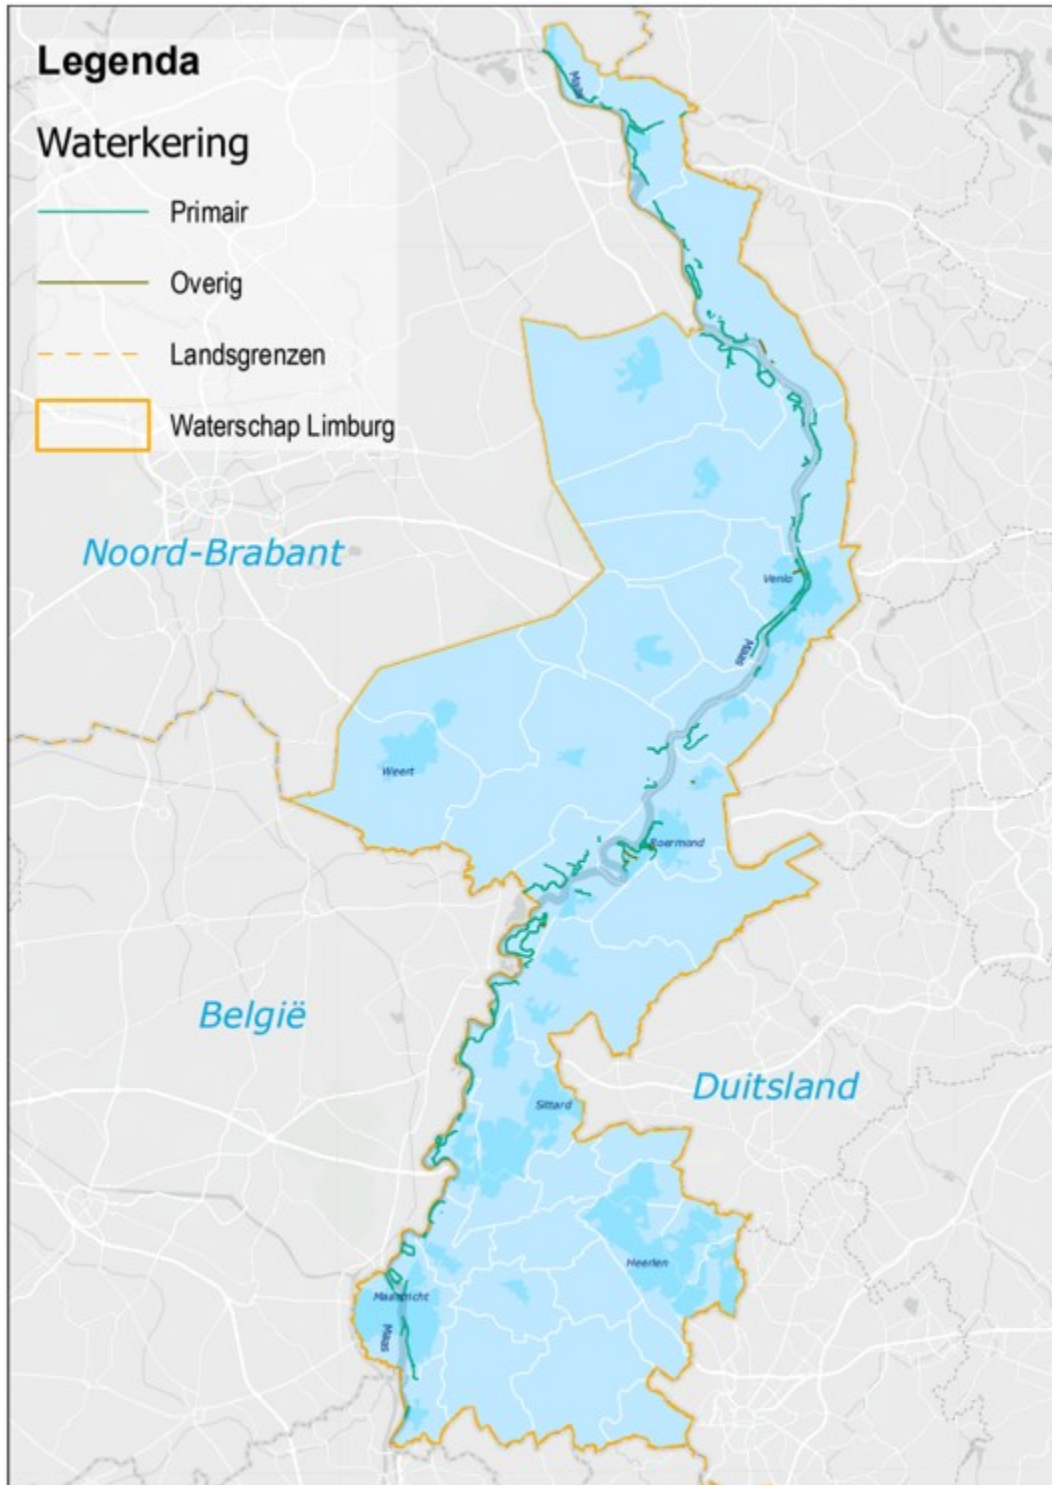 Legenda
Waterkering
Primair
Overig
Landsgrenzen
Waterschap Limburg
Maas
Noord-Brabant
Venlo
Maas
Weert
Roermond
België
Duitsland
Sittard
Heerlen
Maastricht
Maas